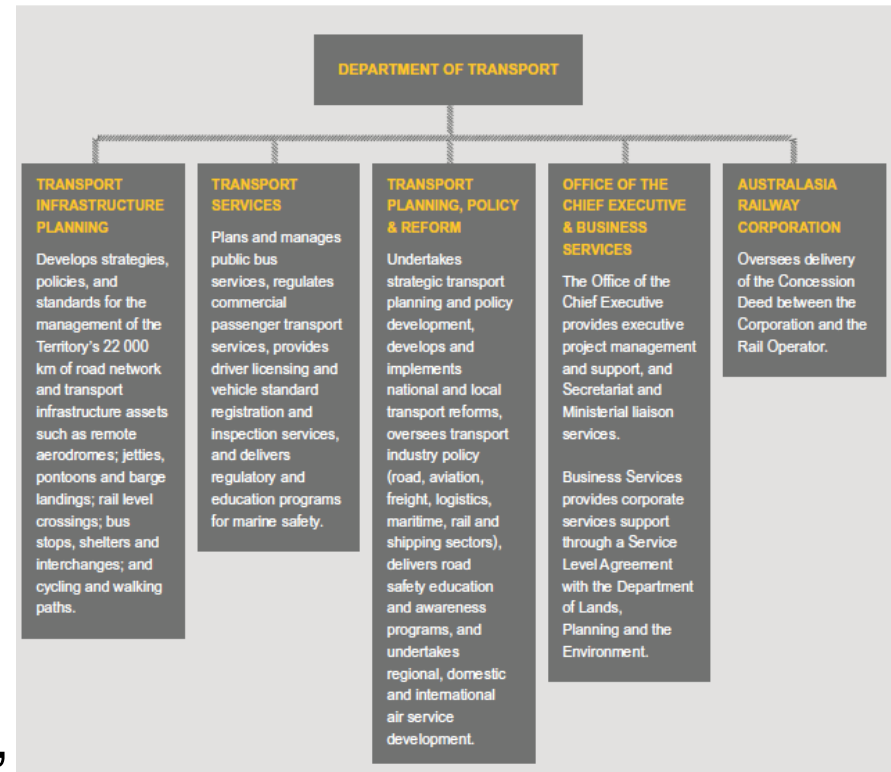 DEPARTMENT OF TRANSPORT
TRANSPORT
INFRASTRUCTURE
PLANNING
Develops strategies,
policies, and
standards for the
management of the
Territory's 22 000
km of road network
and transport
infrastructure assets
such as remote
aerodromes; jetties,
pontoons and barge
landings; rail level
crossings; bus
stops, shelters and
interchanges; and
cycling and walking
paths.
TRANSPORT
SERVICES
Plans and manages
public bus
services, regulates
commercial
passenger transport
services, provides
driver licensing and
vehicle standard
registration and
inspection services,
and delivers
regulatory and
education programs
for marine safety.
TRANSPORT
PLANNING, POLICY
& REFORM
Undertakes
strategic transport
planning and policy
development,
develops and
implements
national and local
transport reforms,
oversees transport
industry policy
(road, aviation,
freight, logistics,
maritime, rail and
shipping sectors),
delivers road
safety education
and awareness
programs, and
undertakes
regional, domestic
and international
air service
development.
OFFICE OF THE
CHIEF EXECUTIVE
& BUSINESS
SERVICES
The Office of the
Chief Executive
provides executive
project management
and support, and
Secretariat and
Ministerial liaison
services.
Business Services
provides corporate
services support
through a Service
Level Agreement
with the Department
of Lands,
Planning and the
Environment.
AUSTRALASIA
RAILWAY
CORPORATION
Oversees delivery
of the Concession
Deed between the
Corporation and the
Rail Operator.